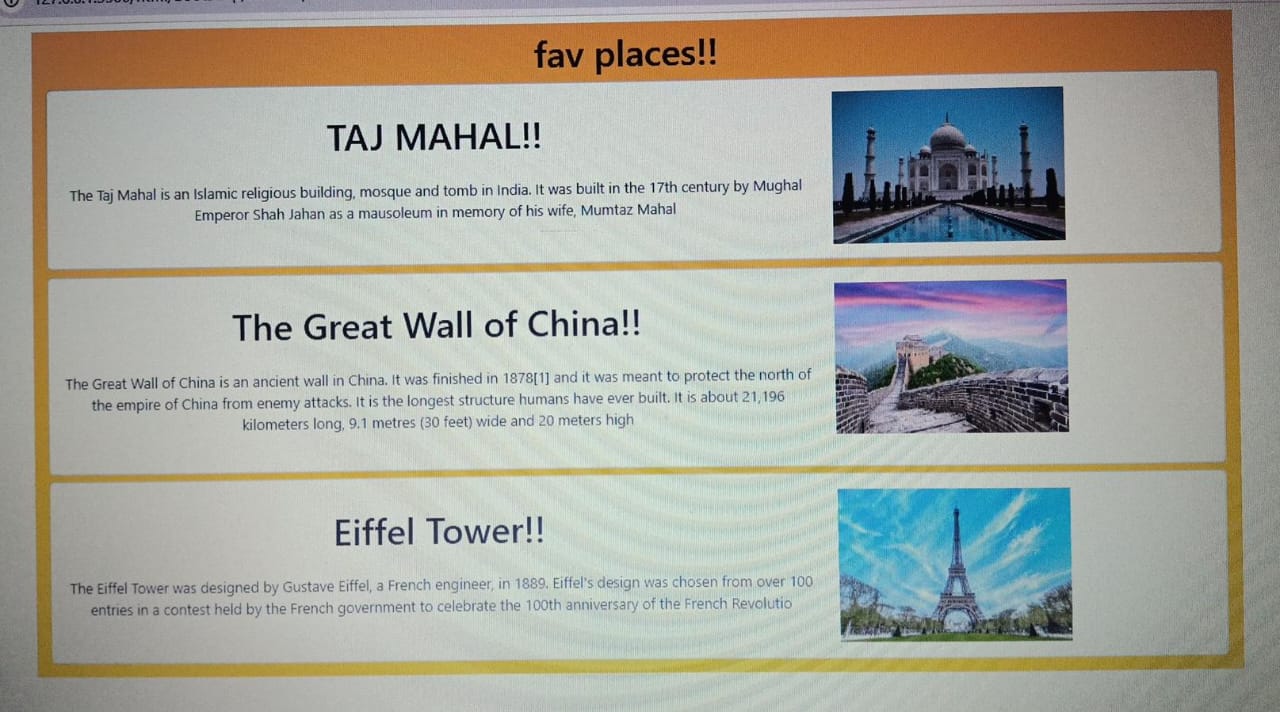 fav places!!
TAJ MAHAL!!
The Taj Mahal is an Islamic religious building, mosque and tomb in India. It was built in the 17th century by Mughal
Emperor Shah Jahan as a mausoleum in memory of his wife, Mumtaz Mahal
The Great Wall of China!!
The Great Wall of China is an ancient wall in China. It was finished in 1878[1] and it was meant to protect the north of
the empire of China from enemy attacks. It is the longest structure humans have ever built. It is about 21,196
kilometers long, 9.1 metres (30 feet) wide and 20 meters high
Eiffel Tower!!
The Eiffel Tower was designed by Gustave Eiffel, a French engineer, in 1889. Eiffel's design was chosen from over 100
entries in a contest held by the French government to celebrate the 100th anniversary of the French Revolutio